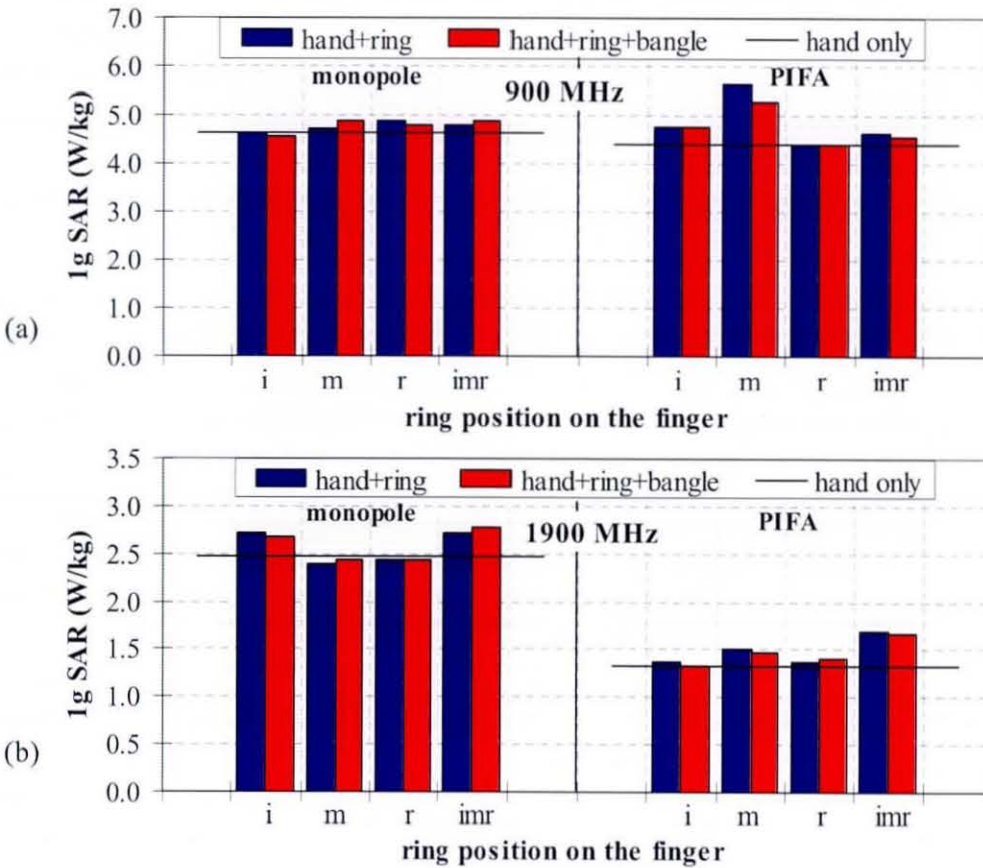 7.0
hand+ring hand+ring+bangle hand only
6.0
monopole 900 MHz PIFA
5.0
4.0
3.0
2.0
1.0
0.0
1g SAR (W/kg)
(a)
i m r imr i m r imr
ring position on the finger
3.5
hand+ring hand+ring+bangle hand only
3.0
monopole 1900 MHz PIFA
2.5
2.0
1.5
1.0
0.5
0.0
1g SAR (W/kg)
(b)
i m r imr i m r imr
ring position on the finger